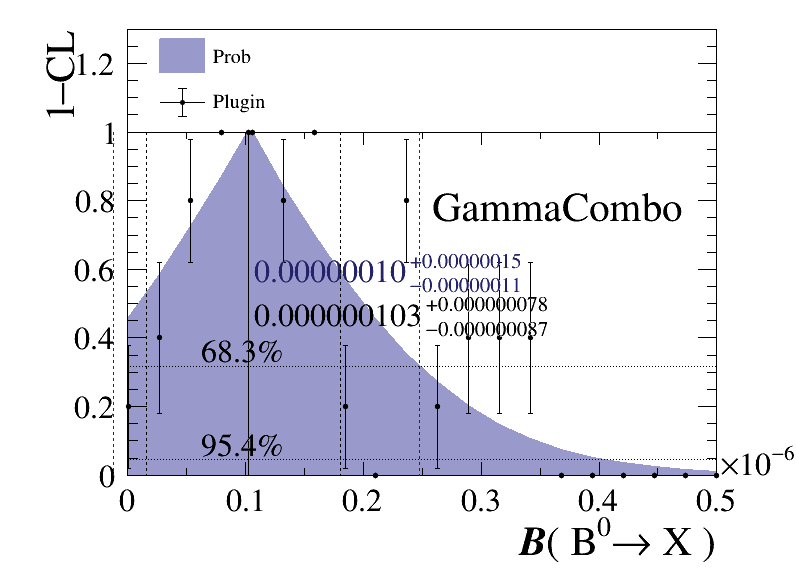 1–CL
Prob
Plugin
1.2
1
0.8
0.6
0.4
0.2
0
GammaCombo
0.00000010 +0.00000015 −0.00000011
0.000000103 +0.000000078 −0.000000087
68.3%
95.4%
×10−6
0 0.1 0.2 0.3 0.4 0.5
B( B0→ X )